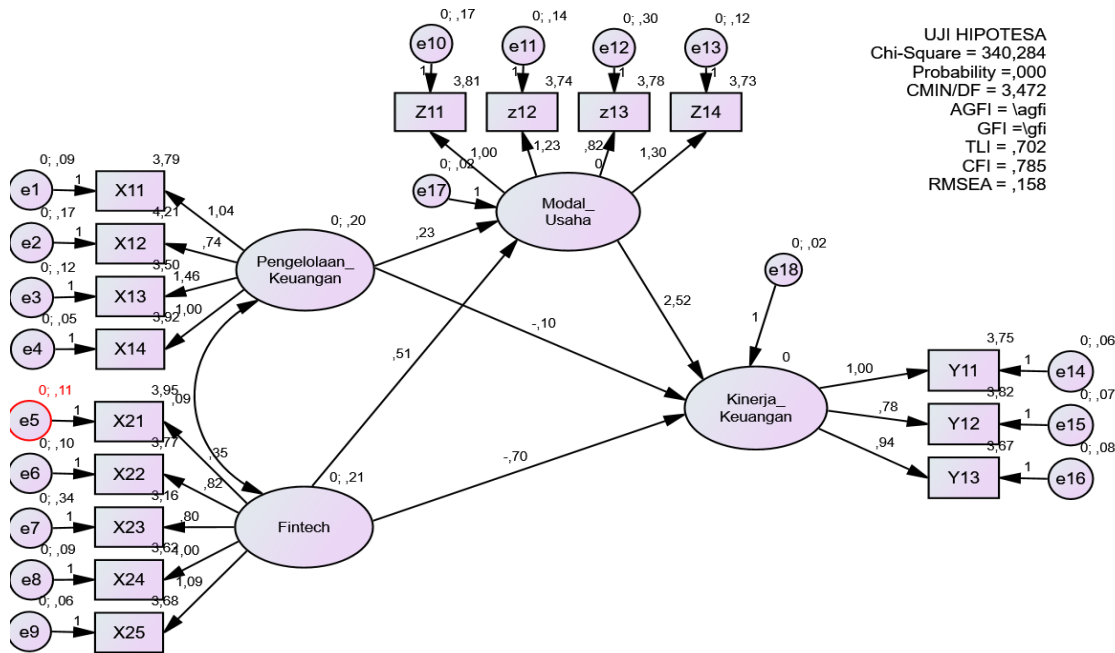 UJI HIPOTESA
Chi-Square = 340,284
Probability =,000
CMIN/DF = 3,472
AGFI = \agfi
GFI =\gfi
TLI = ,702
CFI = ,785
RMSEA = ,158
0; ,17
e10
1
3,81
Z11
0; ,14
e11
1
3,74
z12
0; ,30
e12
1
3,78
z13
0; ,12
e13
1
3,73
Z14
1,00
1,23
,82
1,30
0; ,02
e17
1
0
Modal_
Usaha
0; ,09
e1
1
3,79
X11
0; ,17
e2
1
4,21
X12
0; ,12
e3
1
3,50
X13
0; ,05
e4
1
3,92
X14
1,04
,74
1,46
1,00
0; ,20
Pengelolaan_
Keuangan
,23
-,10
,51
2,52
-,70
,09
0; ,11
e5
1
3,95
X21
0; ,10
e6
1
3,77
X22
0; ,34
e7
1
3,16
X23
0; ,09
e8
1
3,62
X24
0; ,06
e9
1
3,68
X25
,35
,82
,80
1,00
1,09
0; ,21
Fintech
0; ,02
e18
1
0
Kinerja_
Keuangan
1,00
,78
,94
3,75
Y11
1
0; ,06
e14
3,82
Y12
1
0; ,07
e15
3,67
Y13
1
0; ,08
e16